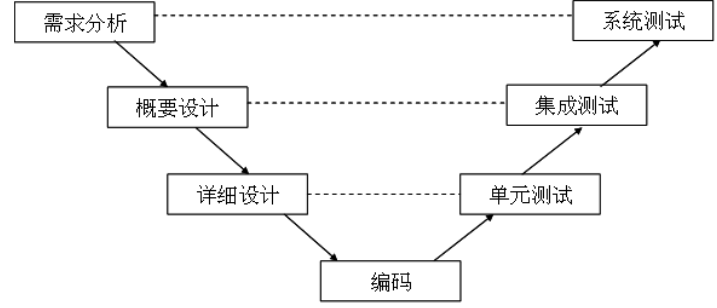 需求分析
系统测试
概要设计
集成测试
详细设计
单元测试
编码